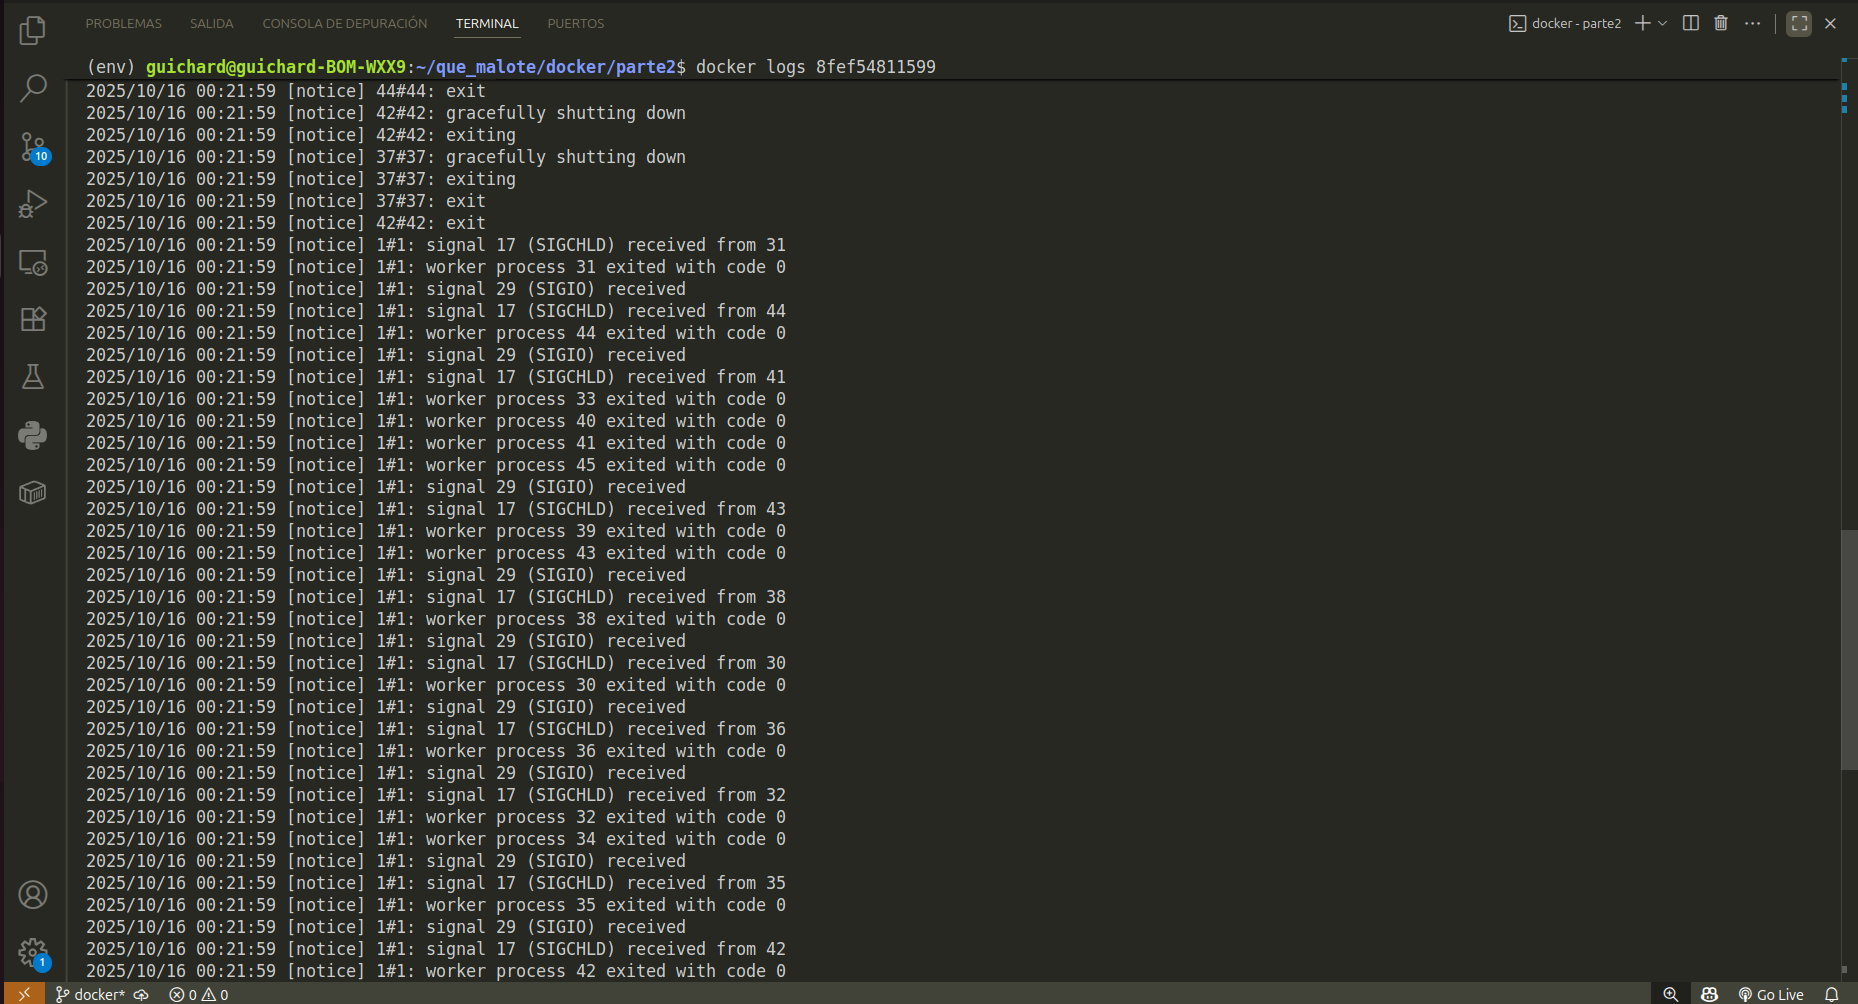 PROBLEMAS SALIDA CONSOLA DE DEPURACIÓN TERMINAL PUERTOS docker - parte2
(env) guichard@guichard-BOM-WXX9:~/que_malote/docker/parte2$ docker logs 8fef54811599
2025/10/16 00:21:59 [notice] 44#44: exit
2025/10/16 00:21:59 [notice] 42#42: gracefully shutting down
2025/10/16 00:21:59 [notice] 42#42: exiting
2025/10/16 00:21:59 [notice] 37#37: gracefully shutting down
2025/10/16 00:21:59 [notice] 37#37: exiting
2025/10/16 00:21:59 [notice] 37#37: exit
2025/10/16 00:21:59 [notice] 42#42: exit
2025/10/16 00:21:59 [notice] 1#1: signal 17 (SIGCHLD) received from 31
2025/10/16 00:21:59 [notice] 1#1: worker process 31 exited with code 0
2025/10/16 00:21:59 [notice] 1#1: signal 29 (SIGIO) received
2025/10/16 00:21:59 [notice] 1#1: signal 17 (SIGCHLD) received from 44
2025/10/16 00:21:59 [notice] 1#1: worker process 44 exited with code 0
2025/10/16 00:21:59 [notice] 1#1: signal 29 (SIGIO) received
2025/10/16 00:21:59 [notice] 1#1: signal 17 (SIGCHLD) received from 41
2025/10/16 00:21:59 [notice] 1#1: worker process 33 exited with code 0
2025/10/16 00:21:59 [notice] 1#1: worker process 40 exited with code 0
2025/10/16 00:21:59 [notice] 1#1: worker process 41 exited with code 0
2025/10/16 00:21:59 [notice] 1#1: worker process 45 exited with code 0
2025/10/16 00:21:59 [notice] 1#1: signal 29 (SIGIO) received
2025/10/16 00:21:59 [notice] 1#1: signal 17 (SIGCHLD) received from 43
2025/10/16 00:21:59 [notice] 1#1: worker process 39 exited with code 0
2025/10/16 00:21:59 [notice] 1#1: worker process 43 exited with code 0
2025/10/16 00:21:59 [notice] 1#1: signal 29 (SIGIO) received
2025/10/16 00:21:59 [notice] 1#1: signal 17 (SIGCHLD) received from 38
2025/10/16 00:21:59 [notice] 1#1: worker process 38 exited with code 0
2025/10/16 00:21:59 [notice] 1#1: signal 29 (SIGIO) received
2025/10/16 00:21:59 [notice] 1#1: signal 17 (SIGCHLD) received from 30
2025/10/16 00:21:59 [notice] 1#1: worker process 30 exited with code 0
2025/10/16 00:21:59 [notice] 1#1: signal 29 (SIGIO) received
2025/10/16 00:21:59 [notice] 1#1: signal 17 (SIGCHLD) received from 36
2025/10/16 00:21:59 [notice] 1#1: worker process 36 exited with code 0
2025/10/16 00:21:59 [notice] 1#1: signal 29 (SIGIO) received
2025/10/16 00:21:59 [notice] 1#1: signal 17 (SIGCHLD) received from 32
2025/10/16 00:21:59 [notice] 1#1: worker process 32 exited with code 0
2025/10/16 00:21:59 [notice] 1#1: worker process 34 exited with code 0
2025/10/16 00:21:59 [notice] 1#1: signal 29 (SIGIO) received
2025/10/16 00:21:59 [notice] 1#1: signal 17 (SIGCHLD) received from 35
2025/10/16 00:21:59 [notice] 1#1: worker process 35 exited with code 0
2025/10/16 00:21:59 [notice] 1#1: signal 29 (SIGIO) received
2025/10/16 00:21:59 [notice] 1#1: signal 17 (SIGCHLD) received from 42
2025/10/16 00:21:59 [notice] 1#1: worker process 42 exited with code 0
10
1
docker* 0 0 Go Live